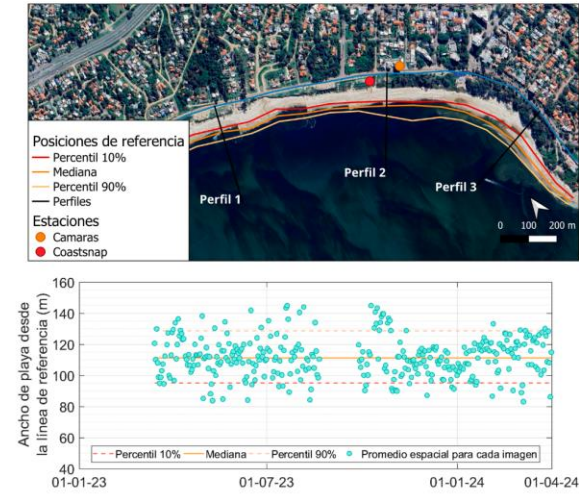 Posiciones de referencia
Percentil 10%
Mediana
Percentil 90%
Perfiles
Estaciones
Camaras
Coastsnap
Perfil 1
Perfil 2
Perfil 3
0 100 200 m
Ancho de playa desde
la línea de referencia (m)
160
140
120
100
80
60
40
Percentil 10% Mediana Percentil 90% Promedio espacial para cada imagen
01-01-23 01-07-23 01-01-24 01-04-24